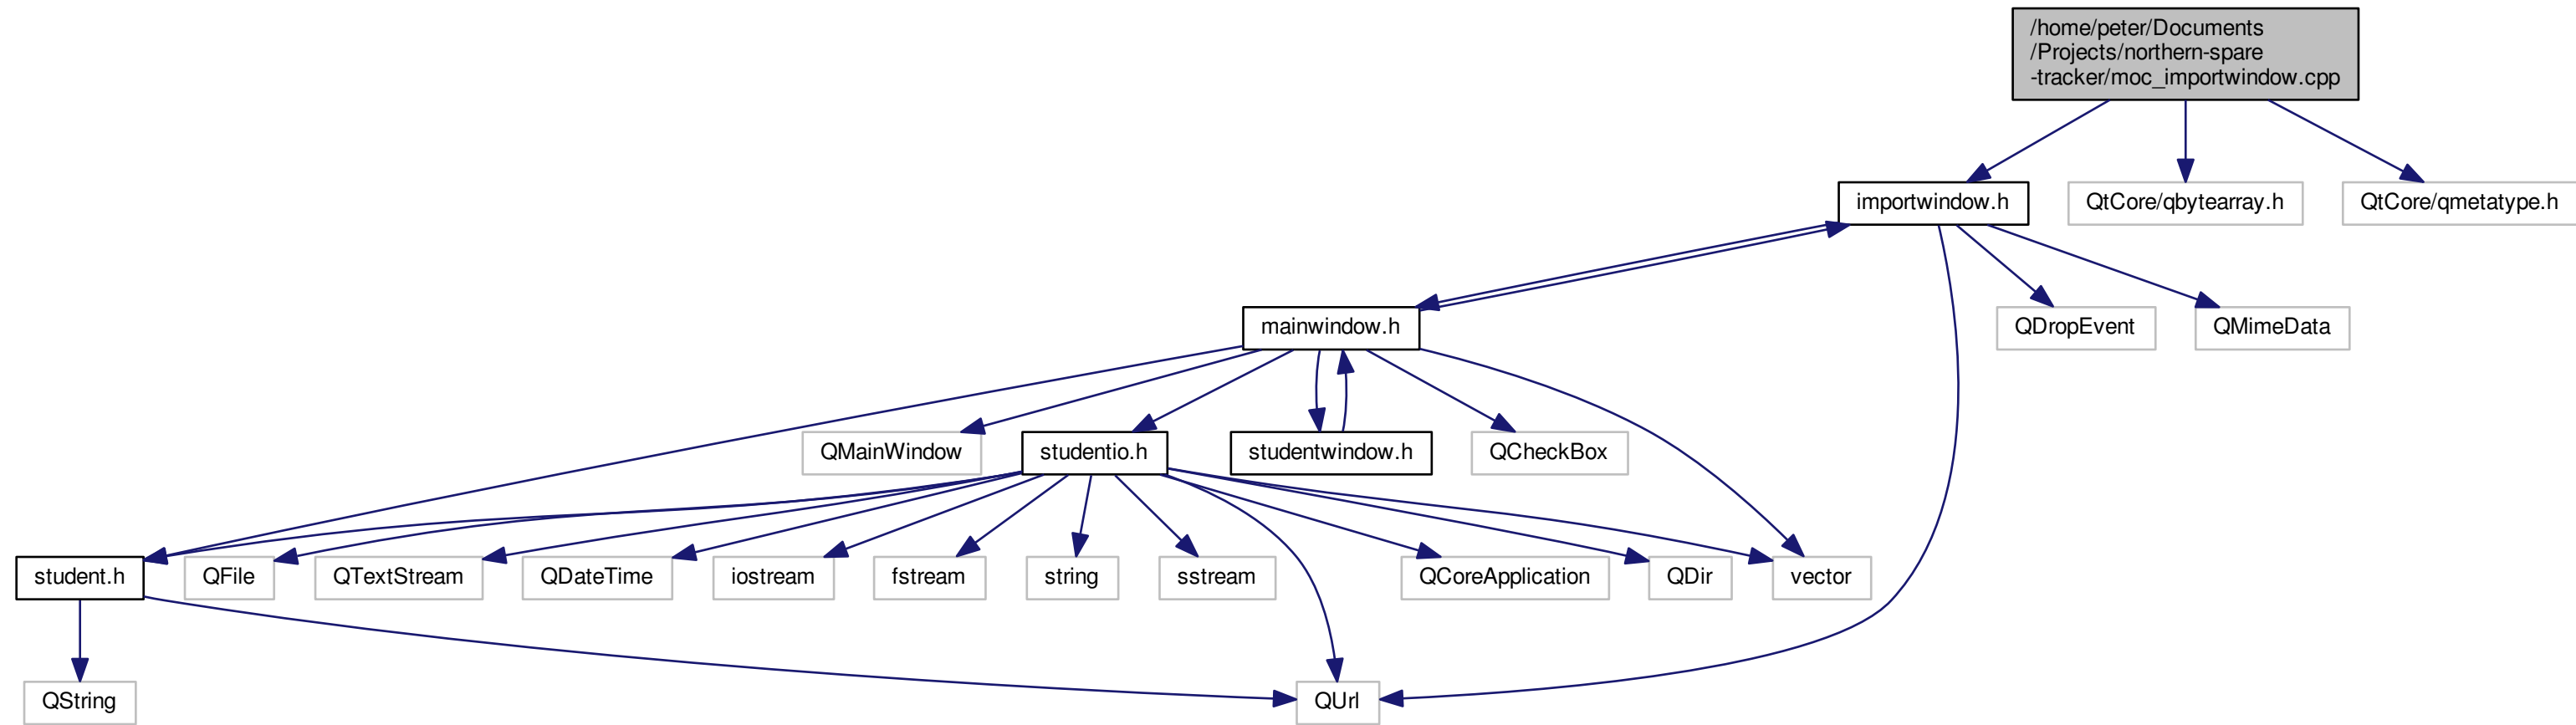 /home/peter/Documents
/Projects/northern-spare
-tracker/moc_importwindow.cpp
importwindow.h
QtCore/qbytearray.h
QtCore/qmetatype.h
mainwindow.h
QDropEvent
QMimeData
QMainWindow
studentio.h
studentwindow.h
QCheckBox
student.h
QFile
QTextStream
QDateTime
iostream
fstream
string
sstream
QCoreApplication
QDir
vector
QString
QUrl